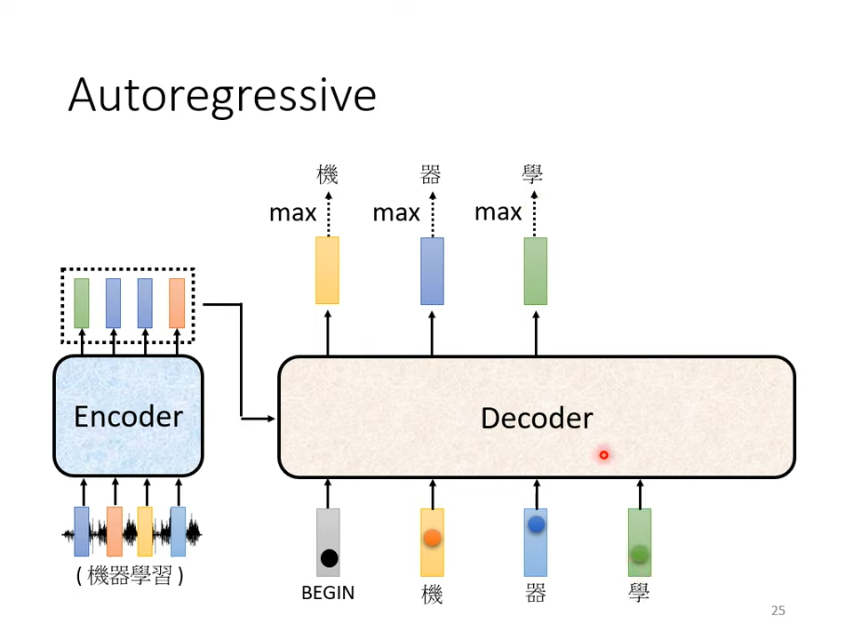 Autoregressive
機 器 學
max max max
Encoder
Decoder
(機器學習)
BEGIN 機 器 學
25